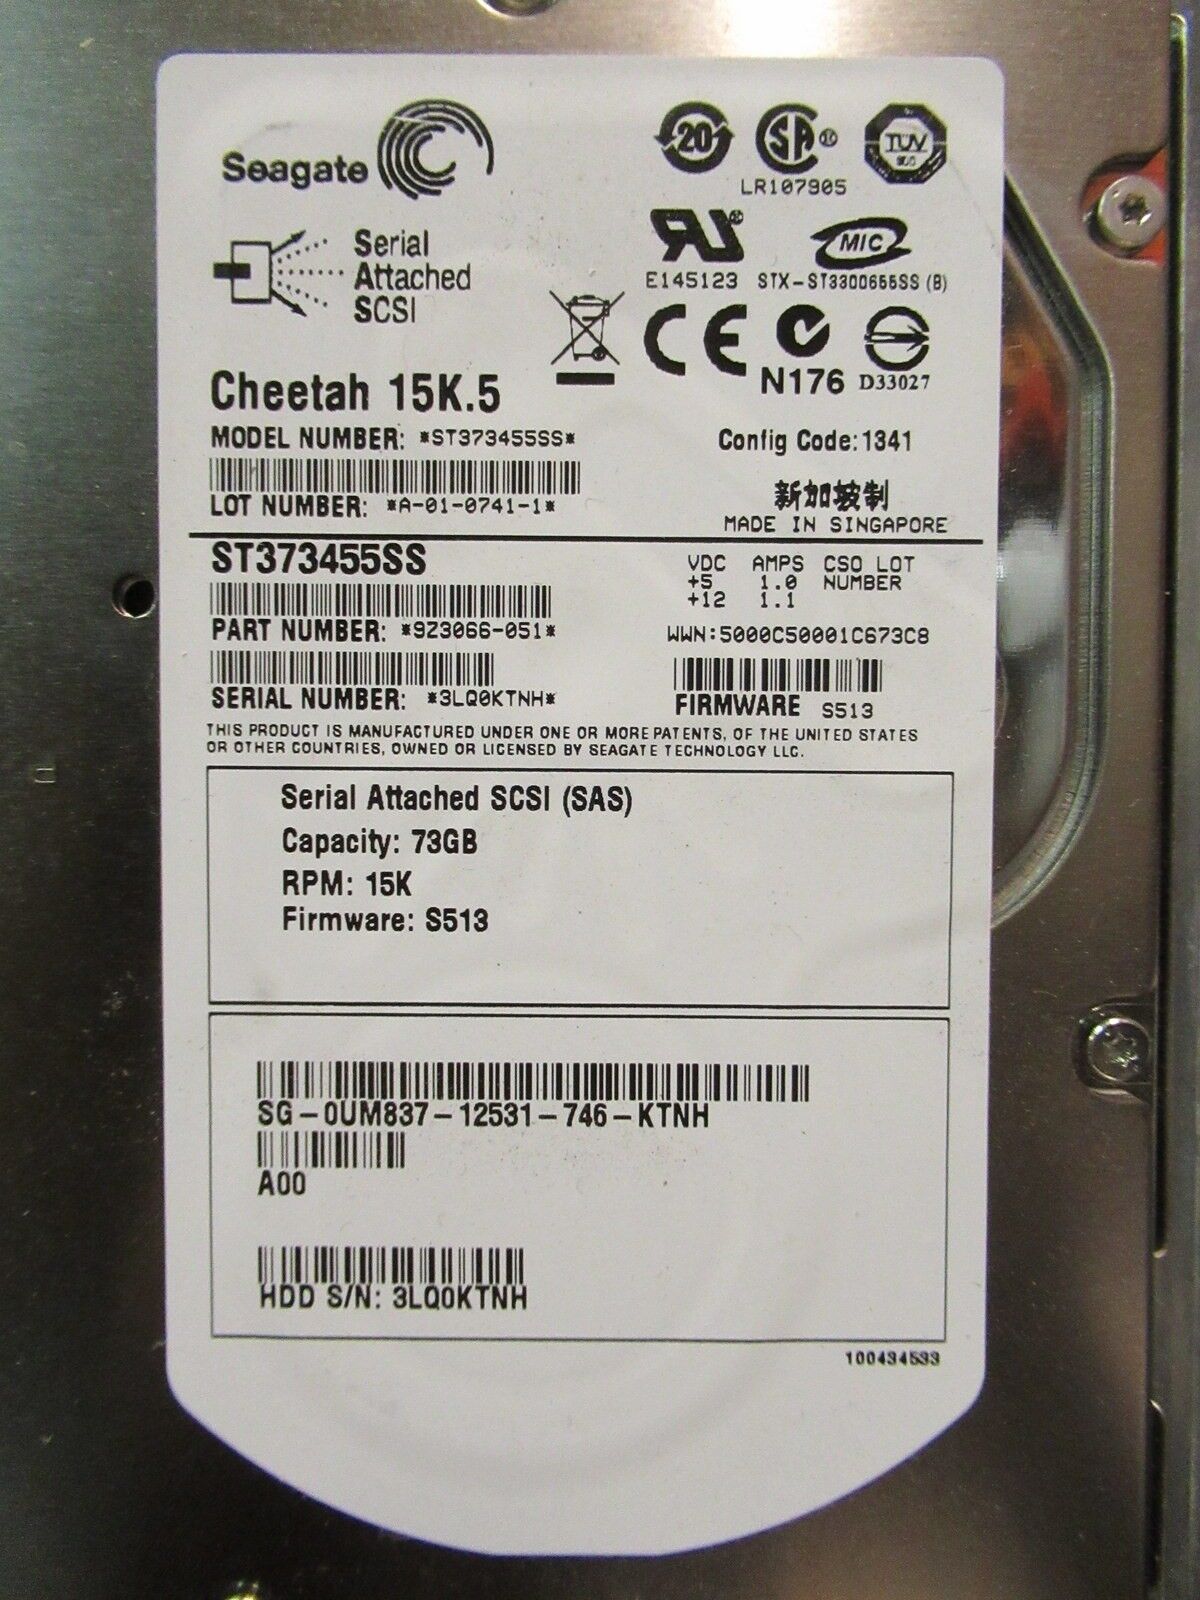 Seagate
20
SA
LR107905
TÜV
Serial
Attached
SCSI
E145123
MIC
STX-ST3300655SS (B)
CE
N176
D33027
Cheetah 15K.5
MODEL NUMBER: *ST373455SS*
Config Code:1341
LOT NUMBER: *A-01-0741-1*
新加坡制
MADE IN SINGAPORE
ST373455SS
VDC AMPS CSO LOT
+5 1.0 NUMBER
+12 1.1
PART NUMBER: *9Z3066-051*
WWN:5000C50001C673C8
SERIAL NUMBER: *3LQ0KTNH*
FIRMWARE S513
THIS PRODUCT IS MANUFACTURED UNDER ONE OR MORE PATENTS, OF THE UNITED STATES
OR OTHER COUNTRIES, OWNED OR LICENSED BY SEAGATE TECHNOLOGY LLC.
Serial Attached SCSI (SAS)
Capacity: 73GB
RPM: 15K
Firmware: S513
SG-0UM837-12531-746-KTNH
A00
HDD S/N: 3LQ0KTNH
100434533